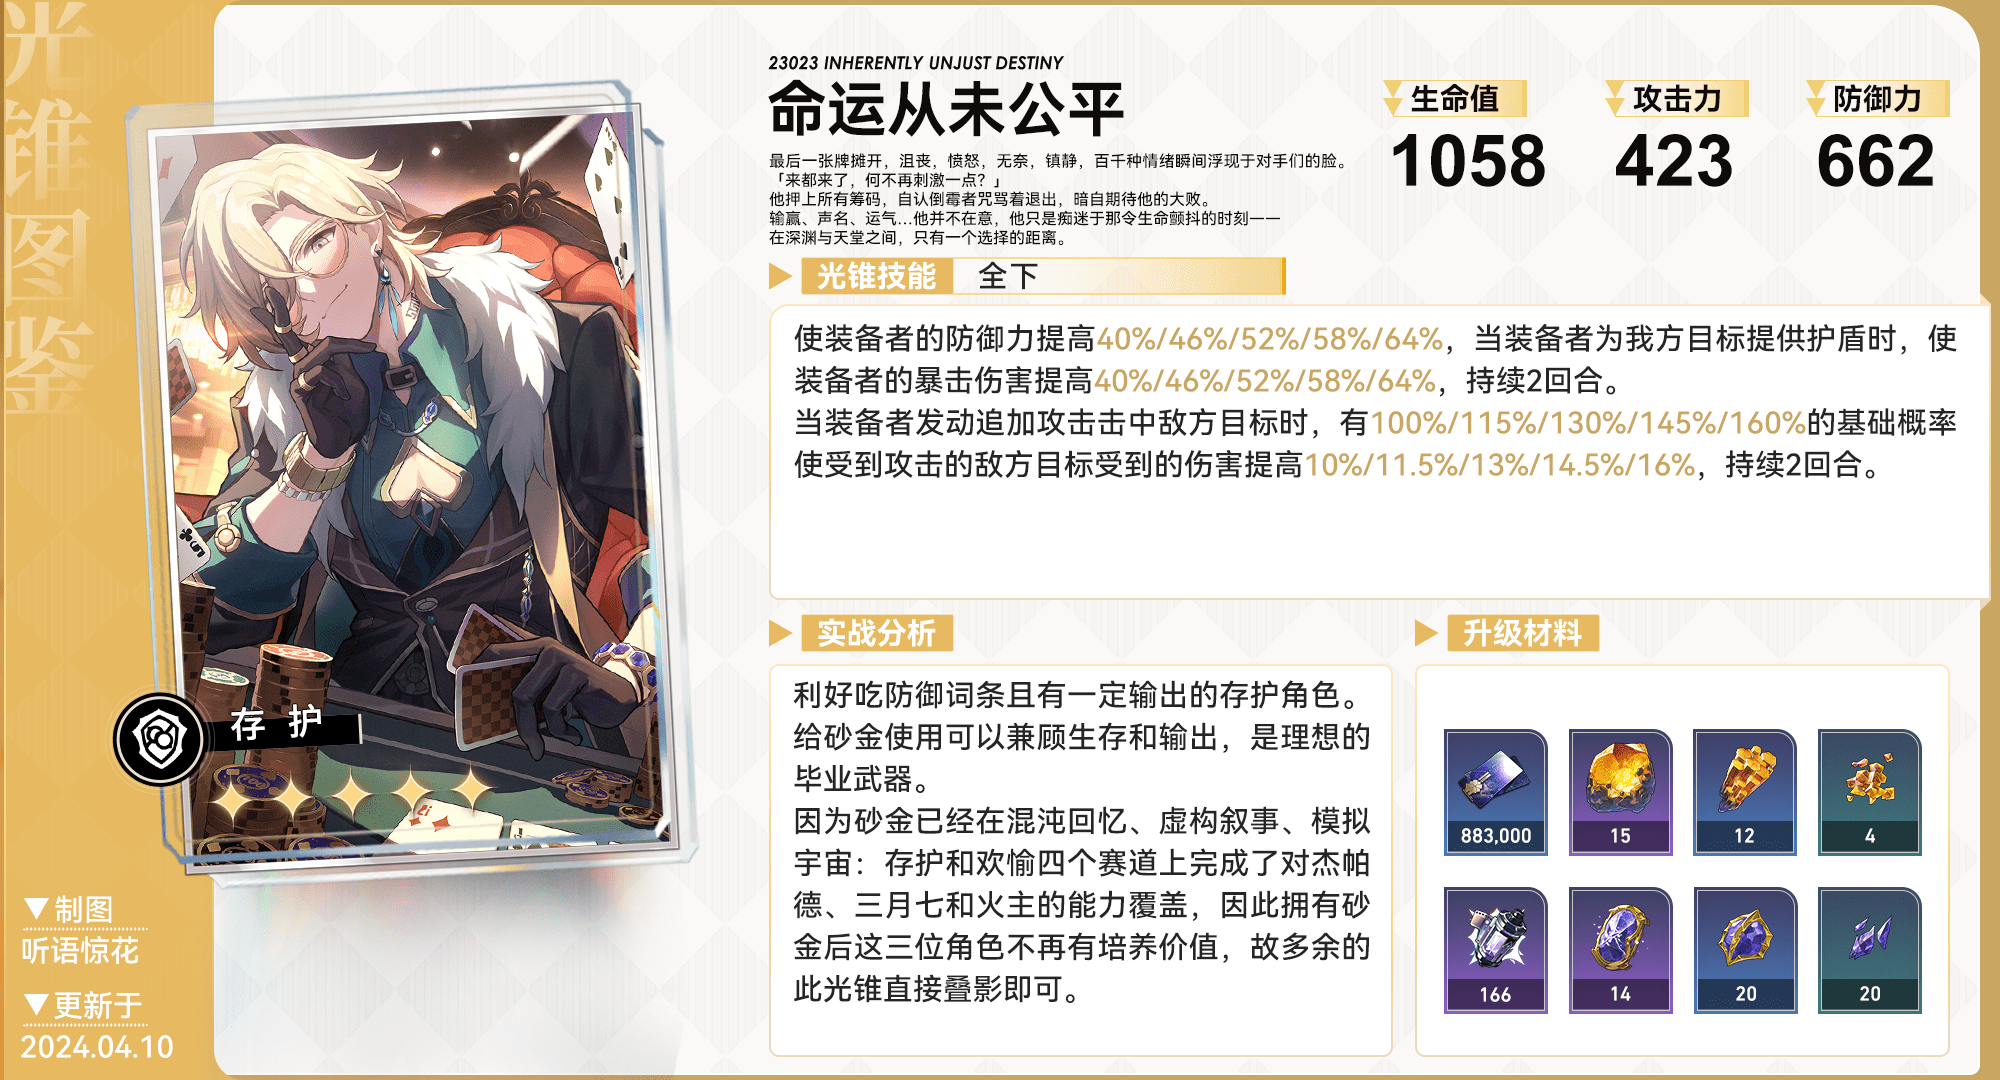 光锥图鉴
23023 INHERENTLY UNJUST DESTINY
命运从未公平
最后一张牌摊开，沮丧，愤怒，无奈，镇静，百千种情绪瞬间浮现于对手们的脸。
「来都来了，何不再刺激一点？」
他押上所有筹码，自认倒霉者咒骂着退出，暗自期待他的大败。
输赢、声名、运气…他并不在意，他只是痴迷于那令生命颤抖的时刻——
在深渊与天堂之间，只有一个选择的距离。
生命值
1058
攻击力
423
防御力
662
光锥技能 全下
使装备者的防御力提高40%/46%/52%/58%/64%，当装备者为我方目标提供护盾时，使
装备者的暴击伤害提高40%/46%/52%/58%/64%，持续2回合。
当装备者发动追加攻击击中敌方目标时，有100%/115%/130%/145%/160%的基础概率
使受到攻击的敌方目标受到的伤害提高10%/11.5%/13%/14.5%/16%，持续2回合。
存护
实战分析
利好吃防御词条且有一定输出的存护角色。
给砂金使用可以兼顾生存和输出，是理想的
毕业武器。
因为砂金已经在混沌回忆、虚构叙事、模拟
宇宙：存护和欢愉四个赛道上完成了对杰帕
德、三月七和火主的能力覆盖，因此拥有砂
金后这三位角色不再有培养价值，故多余的
此光锥直接叠影即可。
升级材料
883,000
15
12
4
166
14
20
20
▼制图
听语惊花
▼更新于
2024.04.10